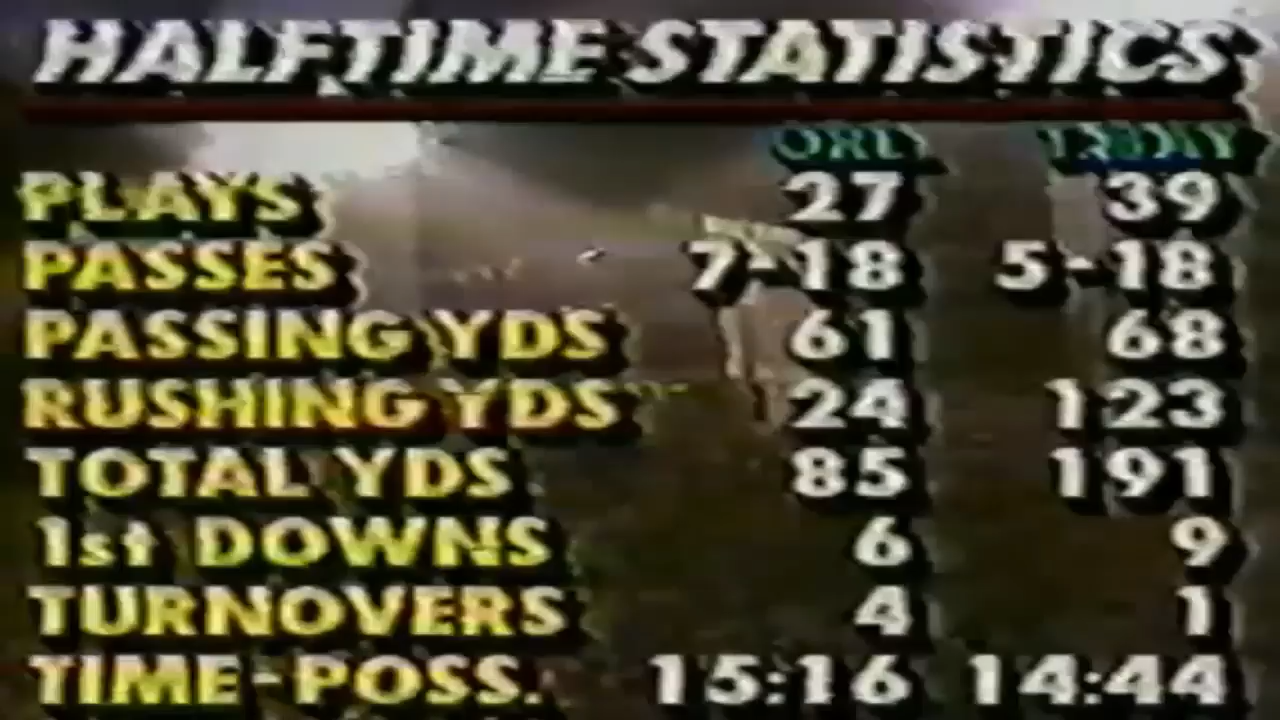 HALFTIME STATISTICS
ORL
PLAYS 27 39
PASSES 7-18 5-18
PASSING YDS 61 68
RUSHING YDS 24 123
TOTAL YDS 85 191
1st DOWNS 6 9
TURNOVERS 4 1
TIME-POSS. 15:16 14:44